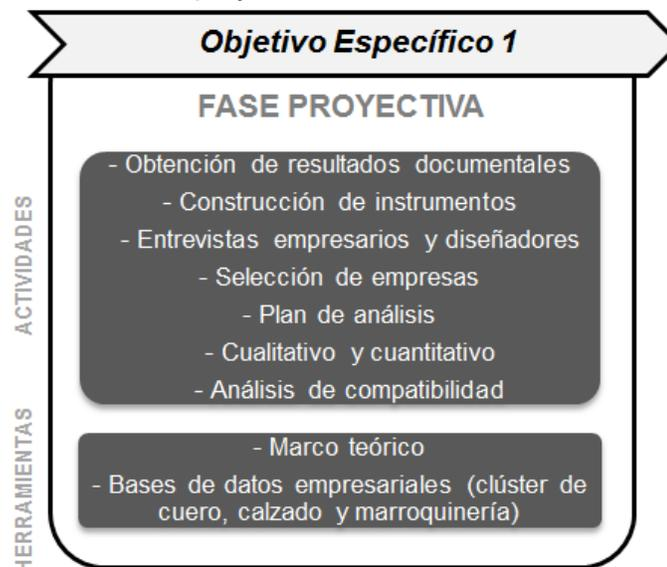 Objetivo Específico 1
FASE PROYECTIVA
ACTIVIDADES
- Obtención de resultados documentales
- Construcción de instrumentos
- Entrevistas empresarios y diseñadores
- Selección de empresas
- Plan de análisis
- Cualitativo y cuantitativo
- Análisis de compatibilidad
HERRAMIENTAS
- Marco teórico
- Bases de datos empresariales (clúster de
cuero, calzado y marroquinería)